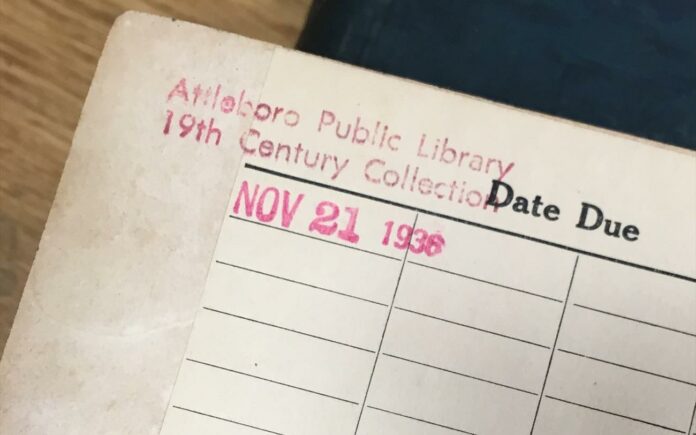 Attleboro Public Library
19th Century Collection
Date Due
NOV 21 1936